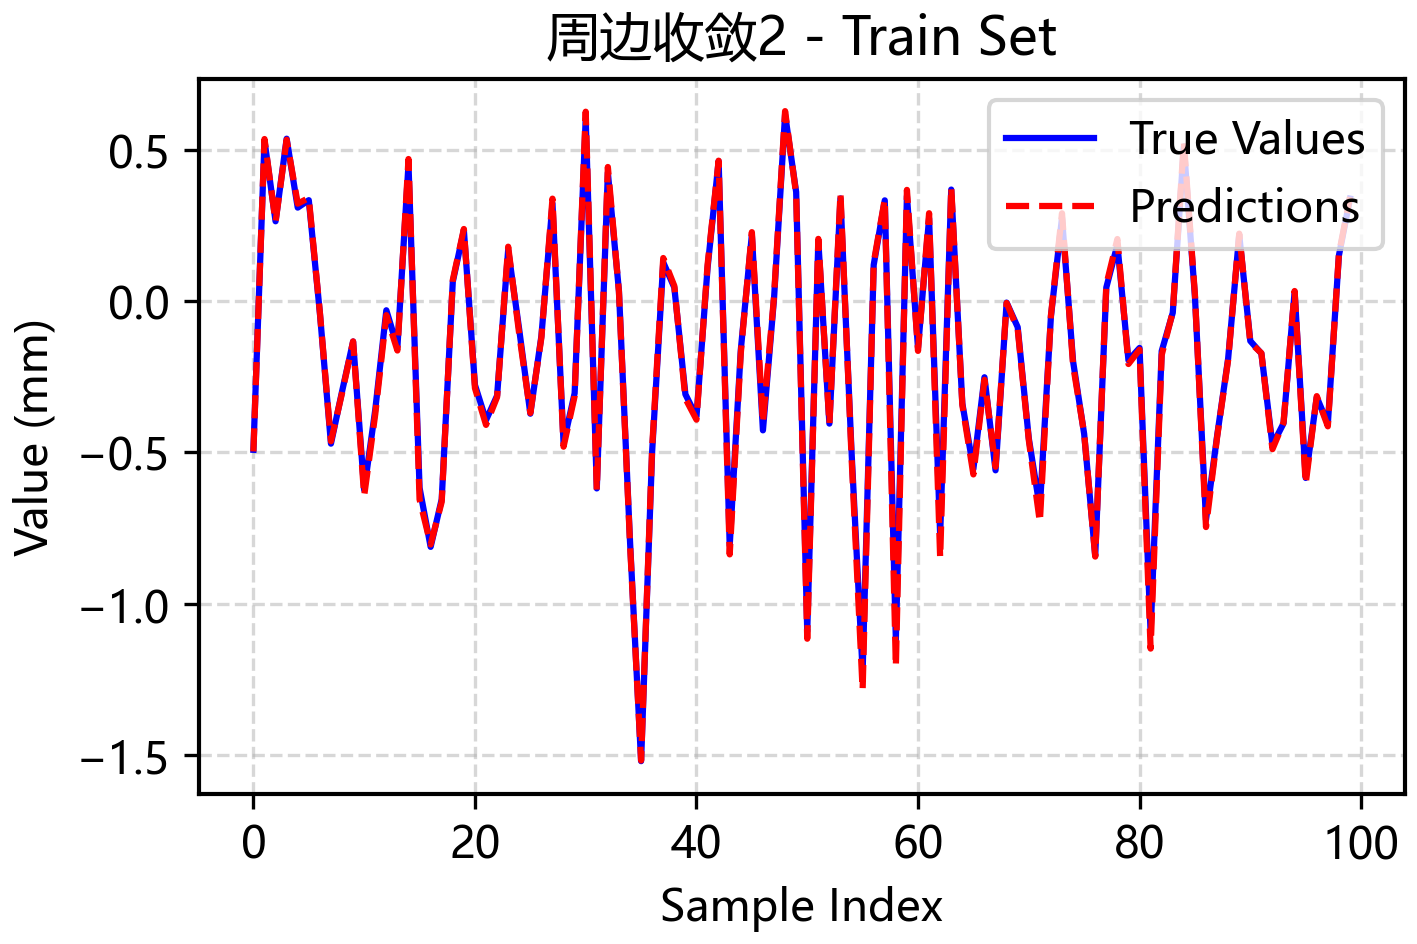 周边收敛2 - Train Set
True Values
Predictions
Value (mm)
0.5
0.0
−0.5
−1.0
−1.5
0 20 40 60 80 100
Sample Index